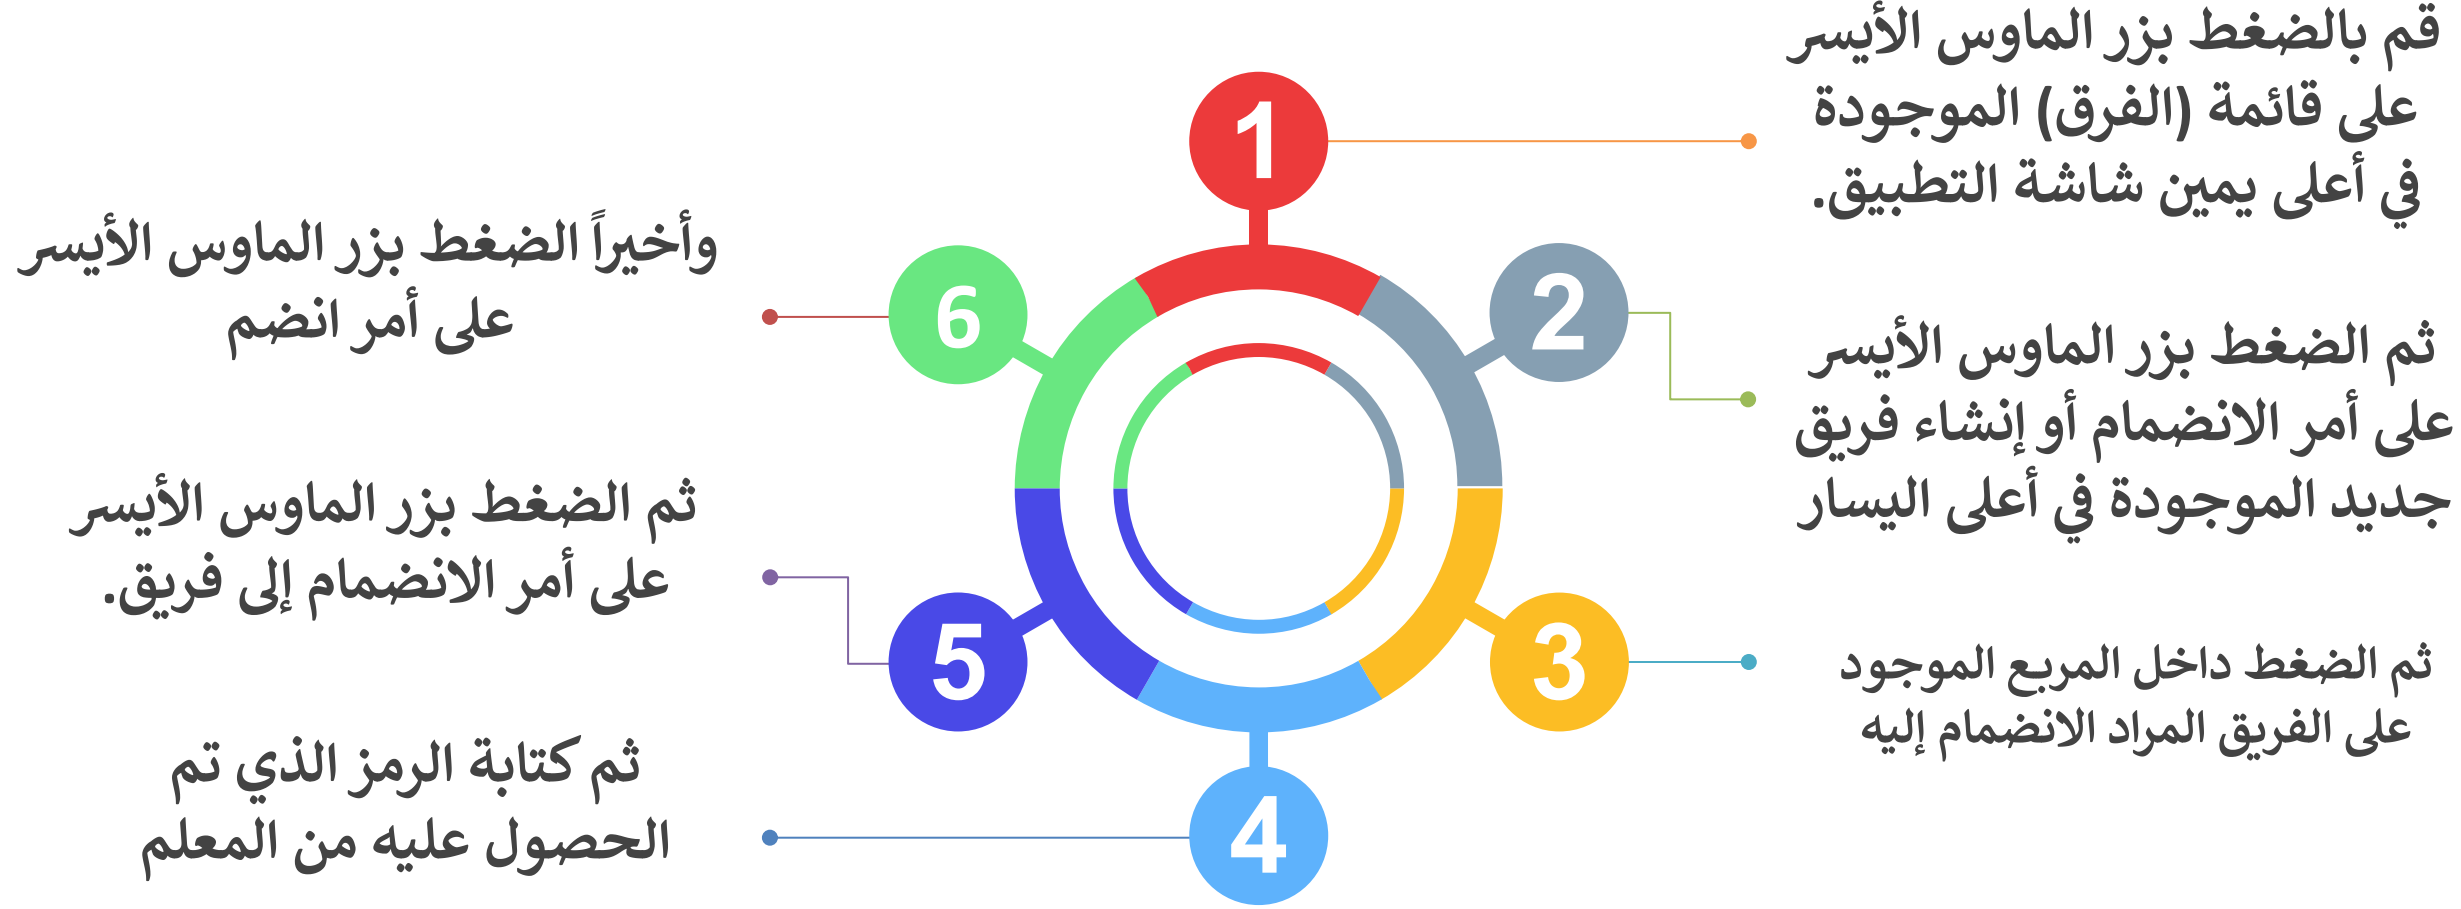 1
قم بالضغط بزر الماوس الأيسر
على قائمة (الفرق) الموجودة
في أعلى يمين شاشة التطبيق.
2
ثم الضغط بزر الماوس الأيسر
على أمر الانضمام أو إنشاء فريق
جديد الموجودة في أعلى اليسار
3
ثم الضغط داخل المربع الموجود
على الفريق المراد الانضمام إليه
4
ثم كتابة الرمز الذي تم
الحصول عليه من المعلم
5
ثم الضغط بزر الماوس الأيسر
على أمر الانضمام إلى فريق.
6
وأخيراً الضغط بزر الماوس الأيسر
على أمر انضم